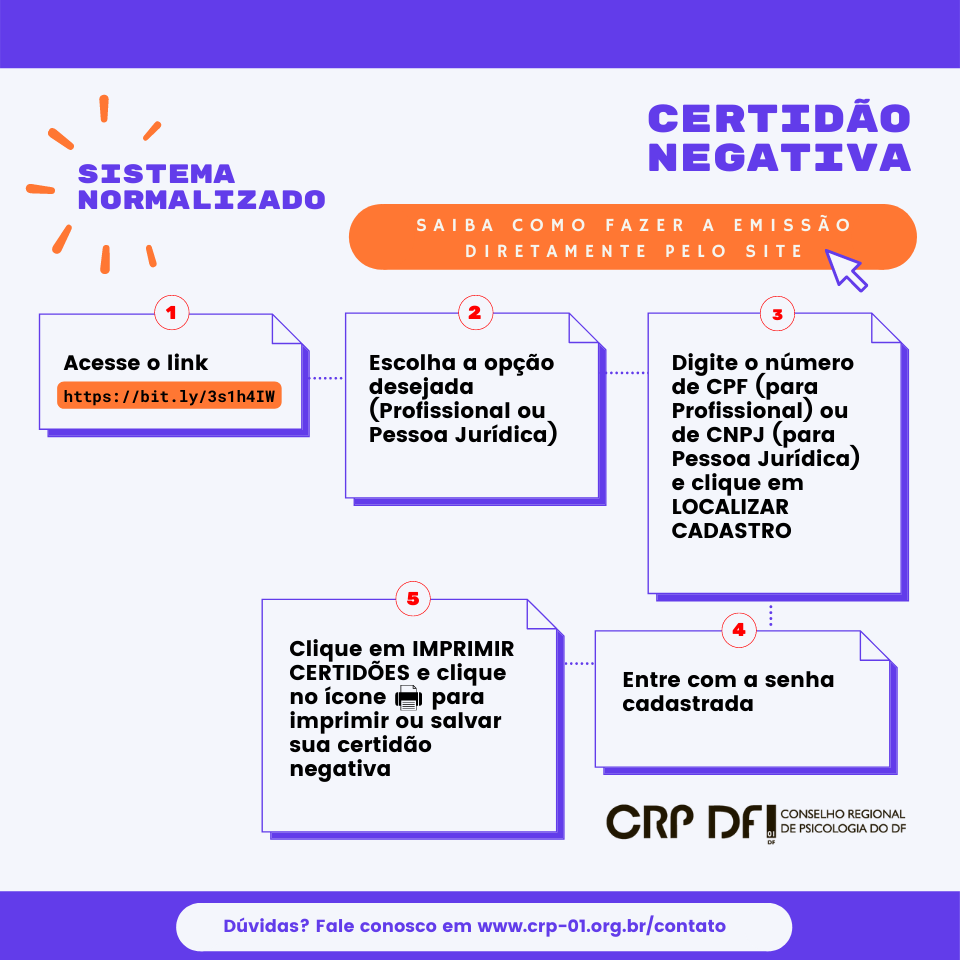 SISTEMA
NORMALIZADO
CERTIDÃO
NEGATIVA
SAIBA COMO FAZER A EMISSÃO
DIRETAMENTE PELO SITE
1
Acesse o link
https://bit.ly/3s1h4IW
2
Escolha a opção
desejada
(Profissional ou
Pessoa Jurídica)
3
Digite o número
de CPF (para
Profissional) ou
de CNPJ (para
Pessoa Jurídica)
e clique em
LOCALIZAR
CADASTRO
4
Entre com a senha
cadastrada
5
Clique em IMPRIMIR
CERTIDÕES e clique
no ícone para
imprimir ou salvar
sua certidão
negativa
CRP DF
01
DF
CONSELHO REGIONAL
DE PSICOLOGIA DO DF
Dúvidas? Fale conosco em www.crp-01.org.br/contato